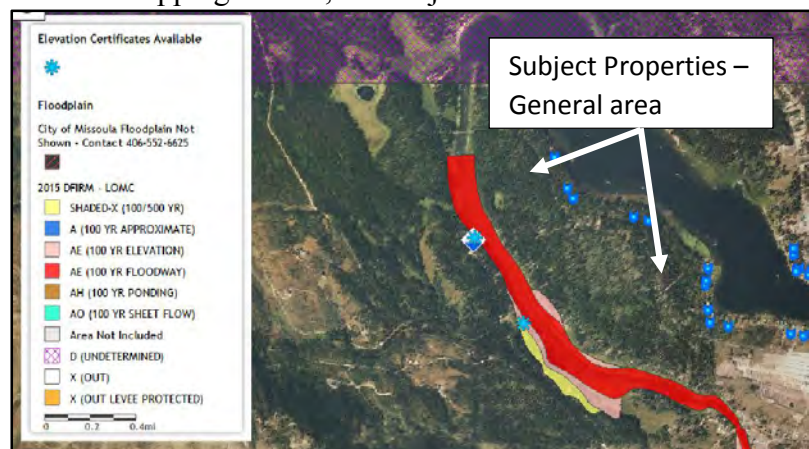 Elevation Certificates Available
Floodplain
City of Missoula Floodplain Not
Shown - Contact 406-552-6625
2015 DFIRM - LOMC
SHADED-X (100/500 YR)
A (100 YR APPROXIMATE)
AE (100 YR ELEVATION)
AE (100 YR FLOODWAY)
AH (100 YR PONDING)
AO (100 YR SHEET FLOW)
Area Not Included
D (UNDETERMINED)
X (OUT)
X (OUT LEVEE PROTECTED)
0 0.2 0.4mi
Subject Properties –
General area